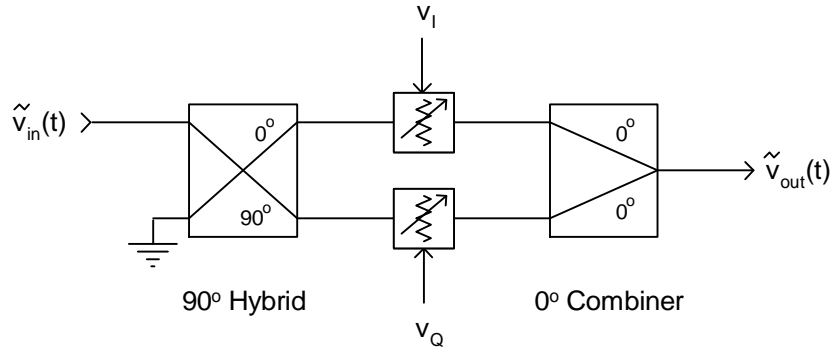 v_I
ṽ_in(t)
0°
90°
0°
0°
ṽ_out(t)
90° Hybrid
0° Combiner
v_Q